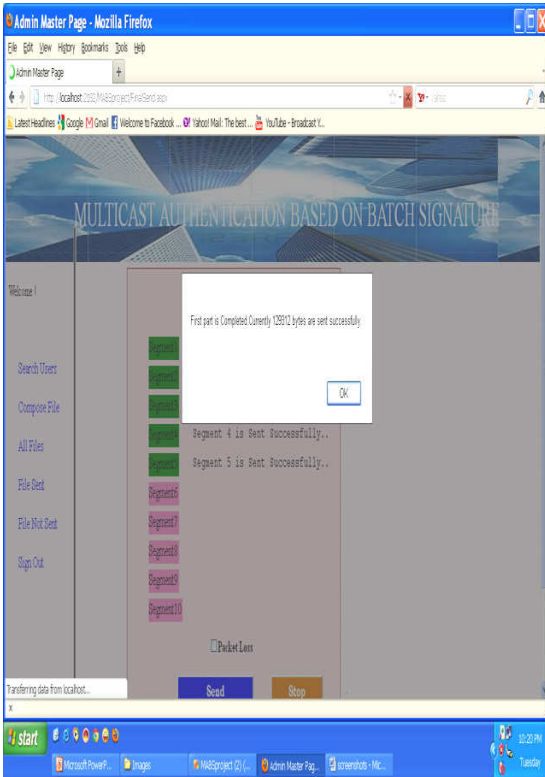 Admin Master Page - Mozilla Firefox
File Edit View History Bookmarks Tools Help
Admin Master Page
http://localhost:2152/MABSproject/FinalSend.aspx
Latest Headlines Google Gmail Welcome to Facebook ... Yahoo! Mail: The best ... YouTube - Broadcast Y...
MULTICAST AUTHENTICATION BASED ON BATCH SIGNATURE
Welcome !
First part is Completed.Currently 129312 bytes are sent successfully.
OK
Search Users
Compose File
All Files
File Sent
File Not Sent
Sign Out
Segment1
Segment2
Segment3
Segment4 Segment 4 is Sent Successfully..
Segment5 Segment 5 is Sent Successfully..
Segment6
Segment7
Segment8
Segment9
Segment10
Packet Loss
Send Stop
Transferring data from localhost...
x
start
10:20 PM
Tuesday
Microsoft PowerP... Images MABSproject (2) (... Admin Master Pag... screenshots - Mic...